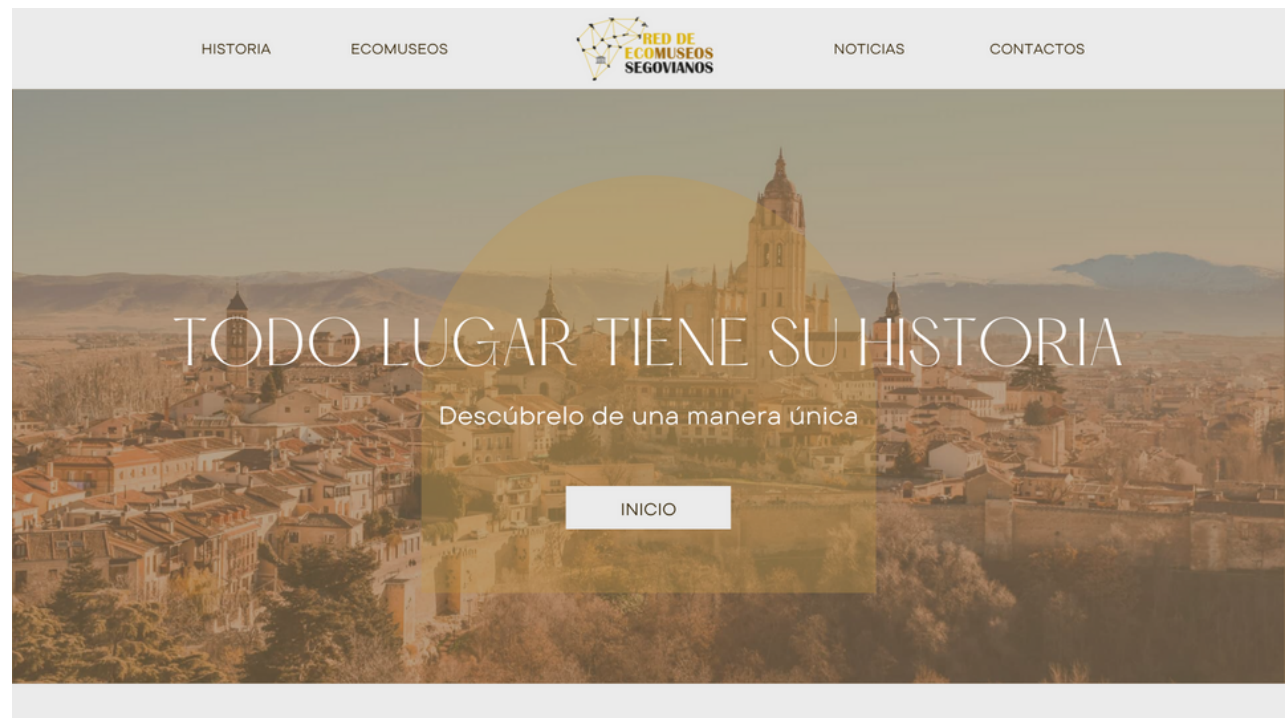 HISTORIA
ECOMUSEOS
RED DE
ECOMUSEOS
SEGOVIANOS
NOTICIAS
CONTACTOS
TODO LUGAR TIENE SU HISTORIA
Descúbrelo de una manera única
INICIO